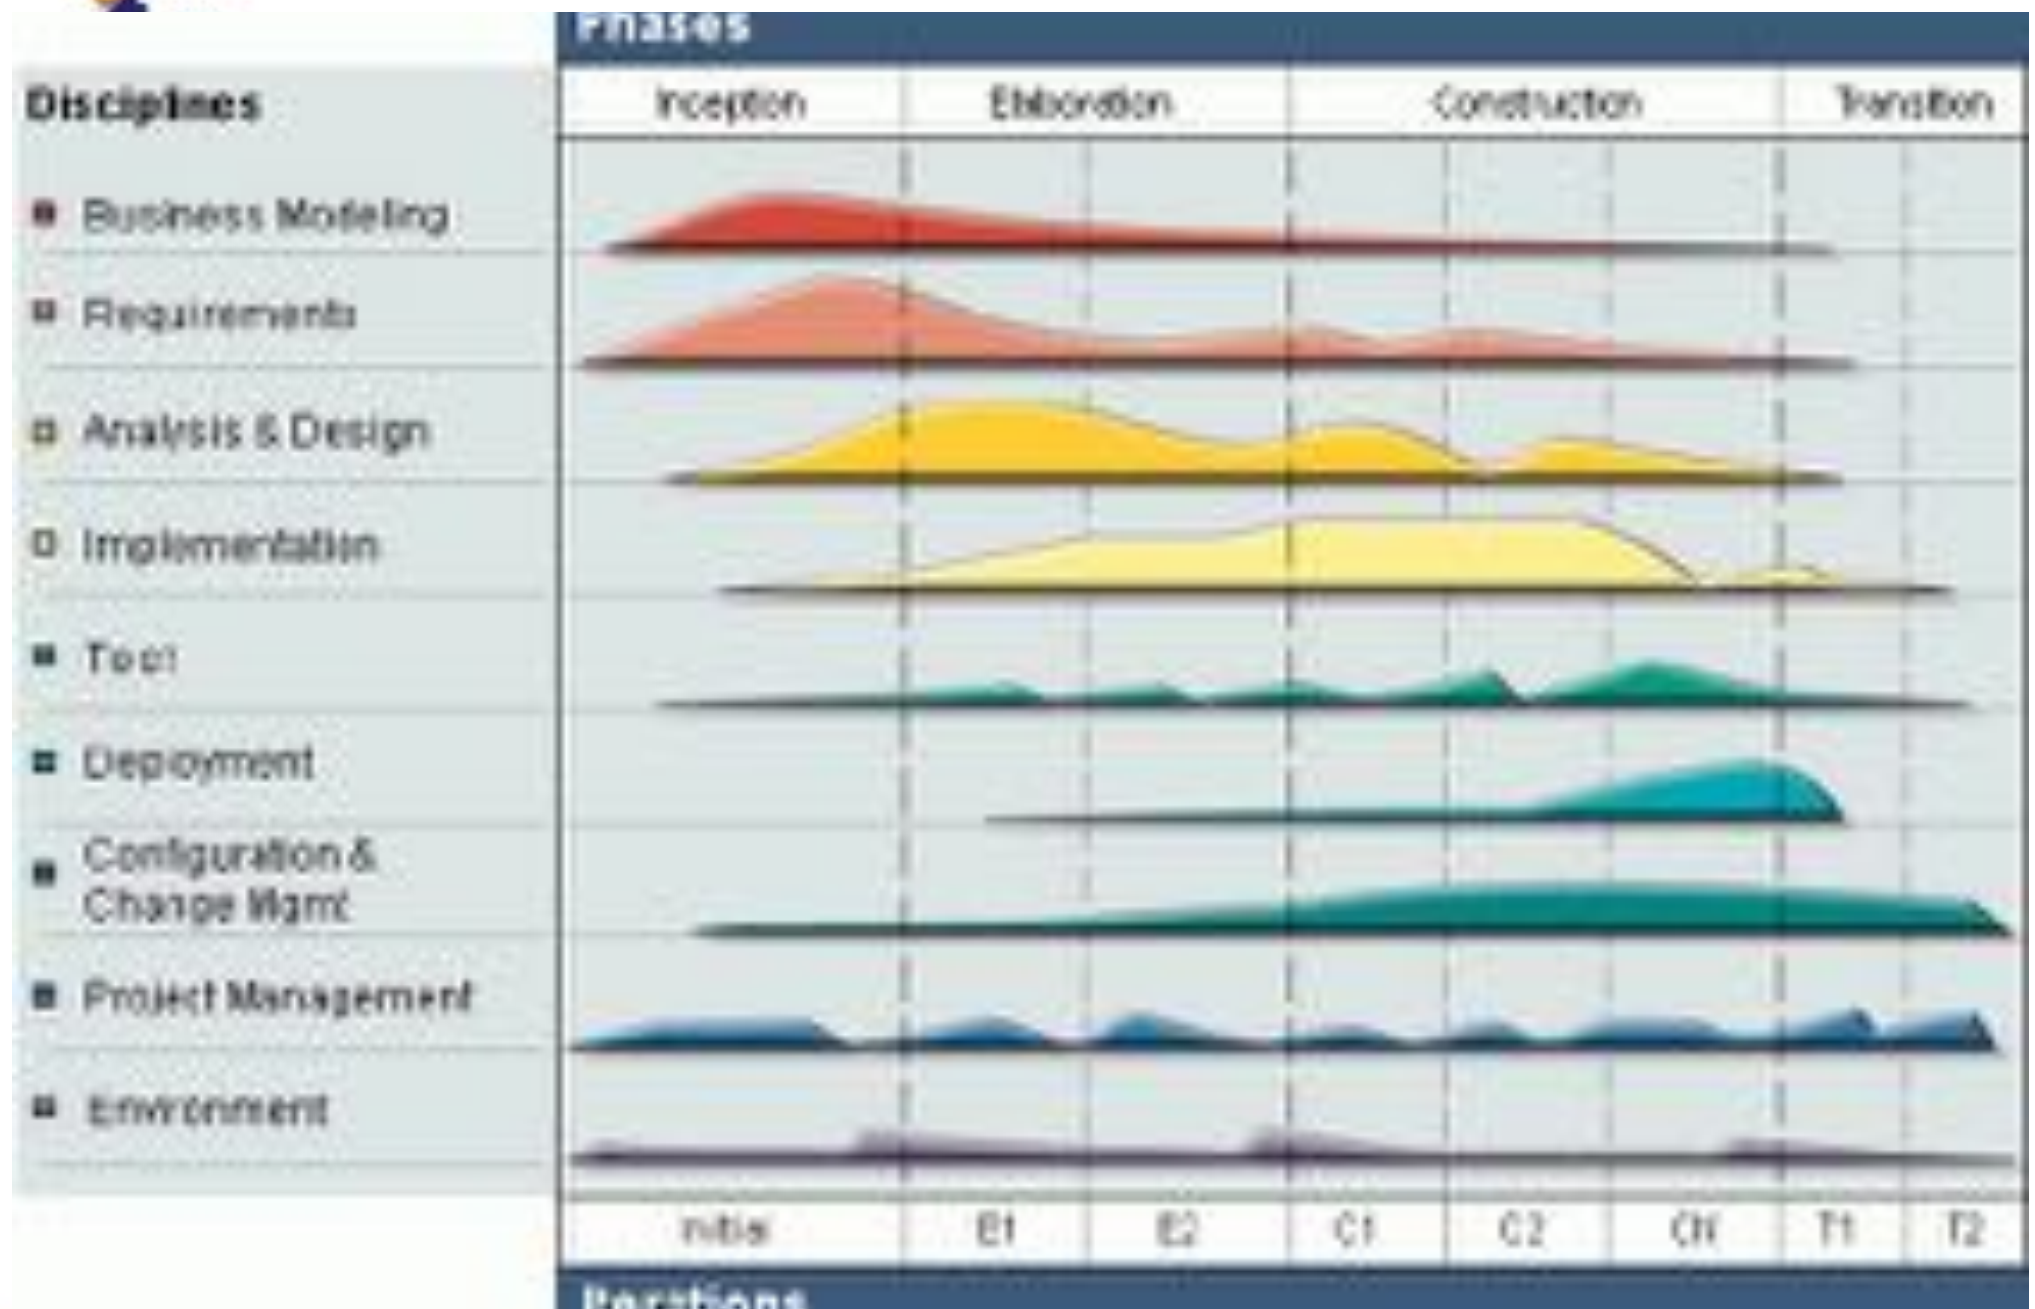 Phases
Disciplines
Inception Elaboration Construction Transition
Business Modeling
Requirements
Analysis & Design
Implementation
Test
Deployment
Configuration &
Change Mgmt
Project Management
Environment
Initial E1 E2 C1 C2 CN T1 T2
Iterations